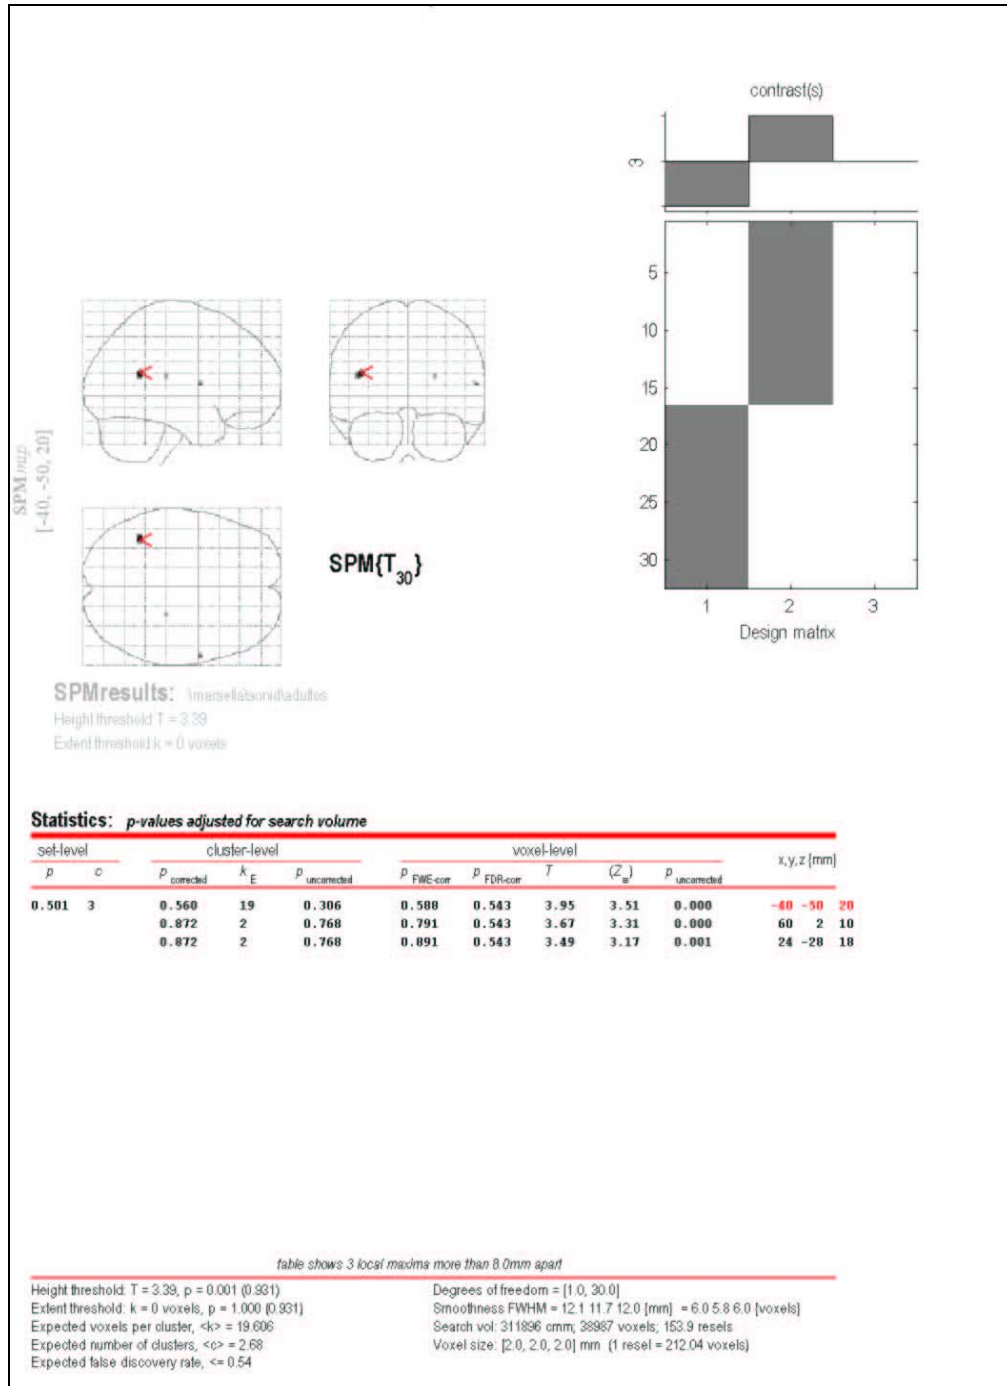 contrast(s)
3
5
10
15
20
25
30
1 2 3
Design matrix
SPMmip
[-40, -50, 20]
<
<
<
SPM{T30}
SPMresults: \marsella\sonid\adultos
Height threshold T = 3.39
Extent threshold k = 0 voxels
Statistics: p-values adjusted for search volume
set-level cluster-level voxel-level x,y,z [mm]
p c p corrected k E p uncorrected p FWE-corr p FDR-corr T (Z≡) p uncorrected
0.501 3 0.560 19 0.306 0.588 0.543 3.95 3.51 0.000 -40 -50 20
0.872 2 0.768 0.791 0.543 3.67 3.31 0.000 60 2 10
0.872 2 0.768 0.891 0.543 3.49 3.17 0.001 24 -28 18
table shows 3 local maxima more than 8.0mm apart
Height threshold: T = 3.39, p = 0.001 (0.931)
Extent threshold: k = 0 voxels, p = 1.000 (0.931)
Expected voxels per cluster, <k> = 19.606
Expected number of clusters, <c> = 2.68
Expected false discovery rate, <= 0.54
Degrees of freedom = [1.0, 30.0]
Smoothness FWHM = 12.1 11.7 12.0 [mm] = 6.0 5.8 6.0 [voxels]
Search vol: 311896 cmm; 38987 voxels; 153.9 resels
Voxel size: [2.0, 2.0, 2.0] mm (1 resel = 212.04 voxels)